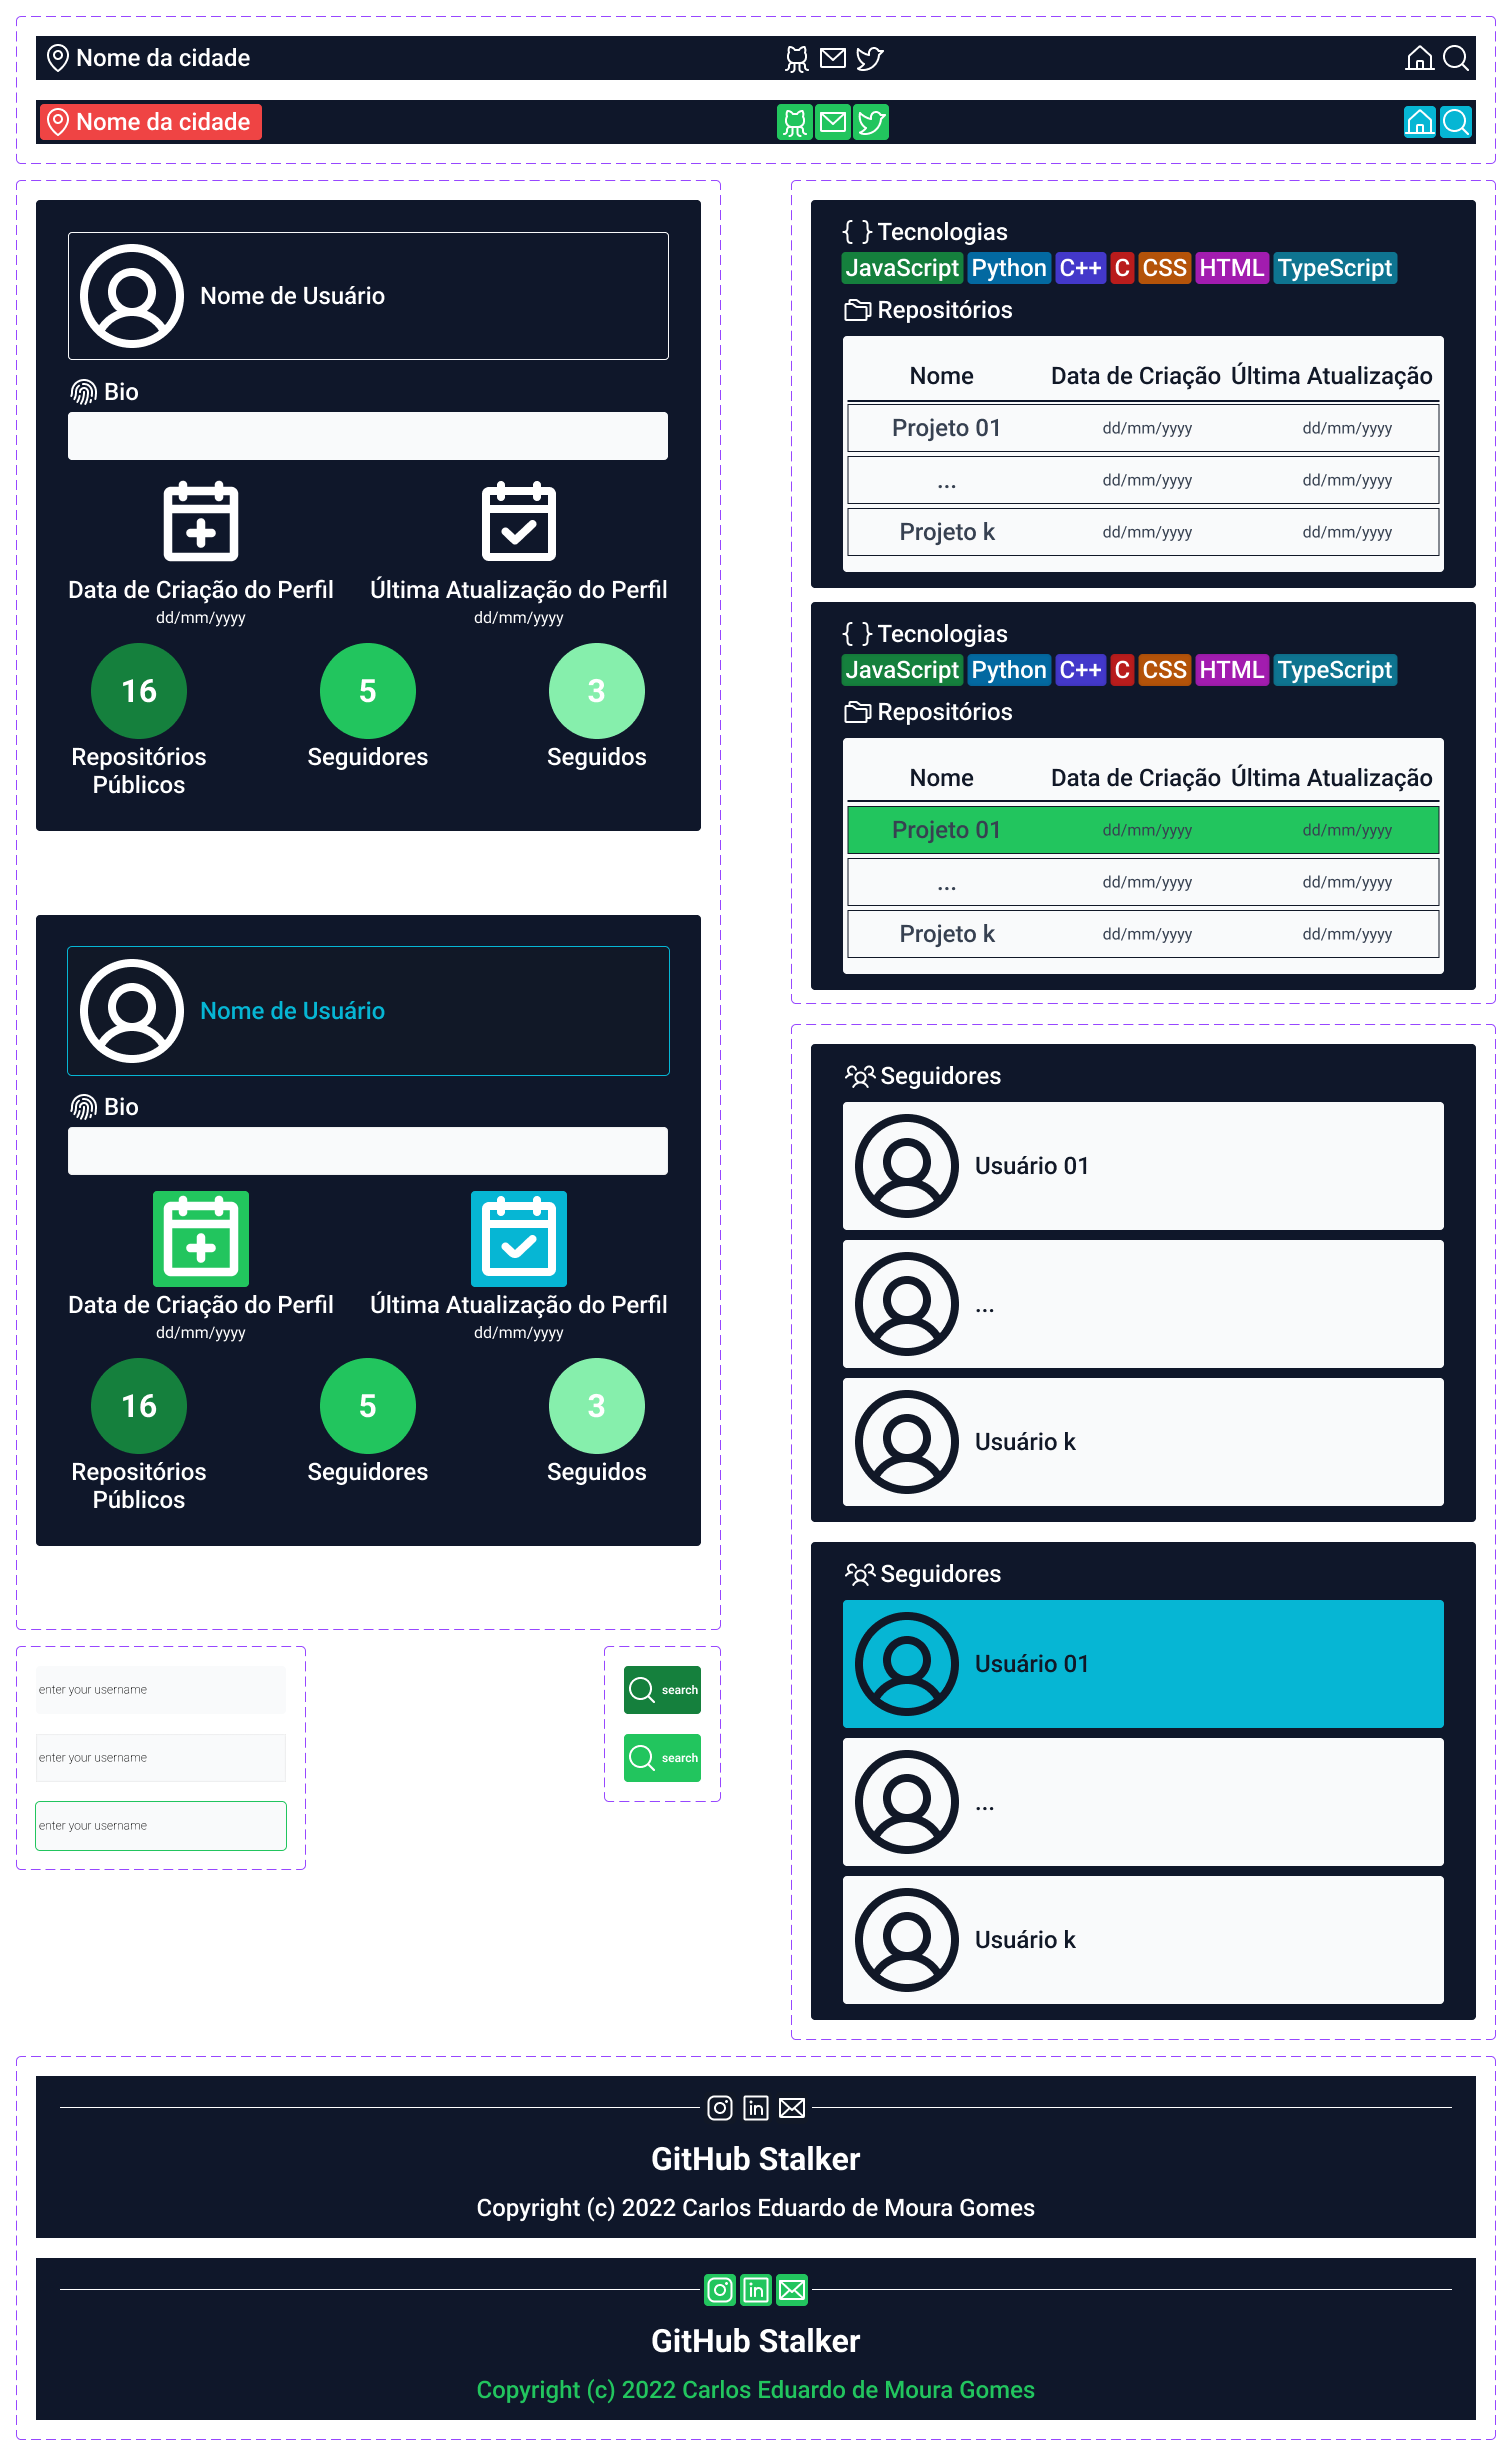 Nome da cidade
Nome da cidade
Nome de Usuário
Bio
Data de Criação do Perfil
dd/mm/yyyy
Última Atualização do Perfil
dd/mm/yyyy
16
Repositórios
Públicos
5
Seguidores
3
Seguidos
Nome de Usuário
Bio
Data de Criação do Perfil
dd/mm/yyyy
Última Atualização do Perfil
dd/mm/yyyy
16
Repositórios
Públicos
5
Seguidores
3
Seguidos
enter your username
enter your username
enter your username
search
search
{ } Tecnologias
JavaScript Python C++ C CSS HTML TypeScript
Repositórios
Nome Data de Criação Última Atualização
Projeto 01 dd/mm/yyyy dd/mm/yyyy
... dd/mm/yyyy dd/mm/yyyy
Projeto k dd/mm/yyyy dd/mm/yyyy
{ } Tecnologias
JavaScript Python C++ C CSS HTML TypeScript
Repositórios
Nome Data de Criação Última Atualização
Projeto 01 dd/mm/yyyy dd/mm/yyyy
... dd/mm/yyyy dd/mm/yyyy
Projeto k dd/mm/yyyy dd/mm/yyyy
Seguidores
Usuário 01
...
Usuário k
Seguidores
Usuário 01
...
Usuário k
in
GitHub Stalker
Copyright (c) 2022 Carlos Eduardo de Moura Gomes
in
GitHub Stalker
Copyright (c) 2022 Carlos Eduardo de Moura Gomes